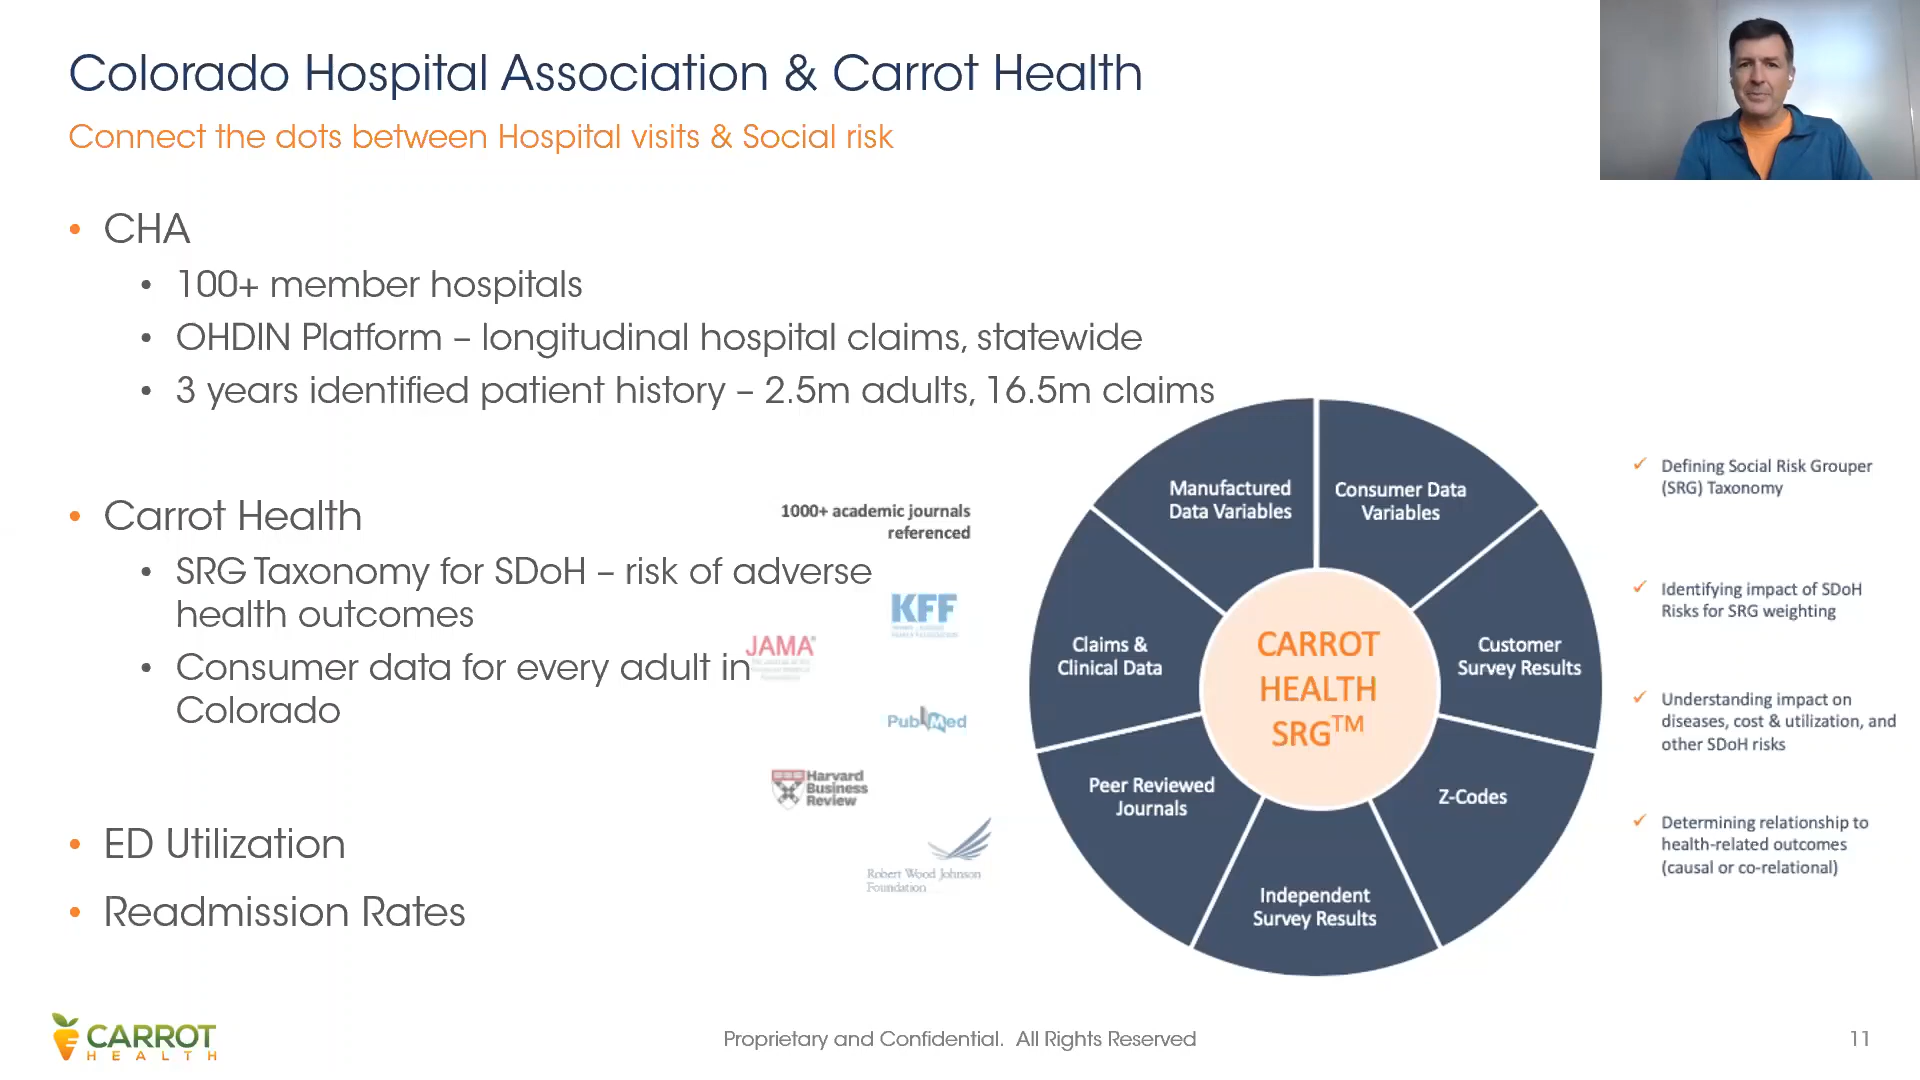 Colorado Hospital Association & Carrot Health
Connect the dots between Hospital visits & Social risk
• CHA
• 100+ member hospitals
• OHDIN Platform – longitudinal hospital claims, statewide
• 3 years identified patient history – 2.5m adults, 16.5m claims
• Carrot Health
• SRG Taxonomy for SDoH – risk of adverse
health outcomes
• Consumer data for every adult in
Colorado
• ED Utilization
• Readmission Rates
1000+ academic journals
referenced
KFF
JAMA
PubMed
Harvard
Business
Review
Robert Wood Johnson
Foundation
Manufactured
Data Variables
Consumer Data
Variables
Claims &
Clinical Data
Customer
Survey Results
CARROT
HEALTH
SRG™
Peer Reviewed
Journals
Z-Codes
Independent
Survey Results
✓ Defining Social Risk Grouper
(SRG) Taxonomy
✓ Identifying impact of SDoH
Risks for SRG weighting
✓ Understanding impact on
diseases, cost & utilization, and
other SDoH risks
✓ Determining relationship to
health-related outcomes
(causal or co-relational)
CARROT
HEALTH
Proprietary and Confidential. All Rights Reserved
11